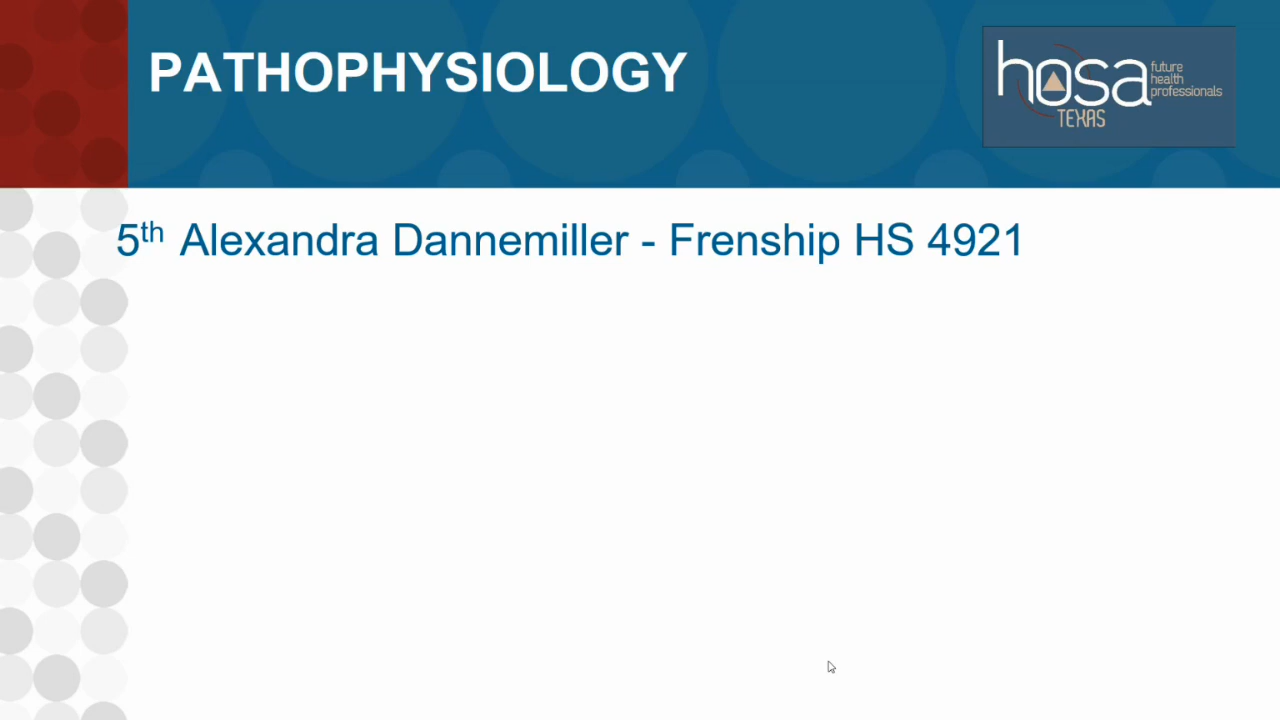 PATHOPHYSIOLOGY
hosa
future
health
professionals
TEXAS
5th Alexandra Dannemiller - Frenship HS 4921